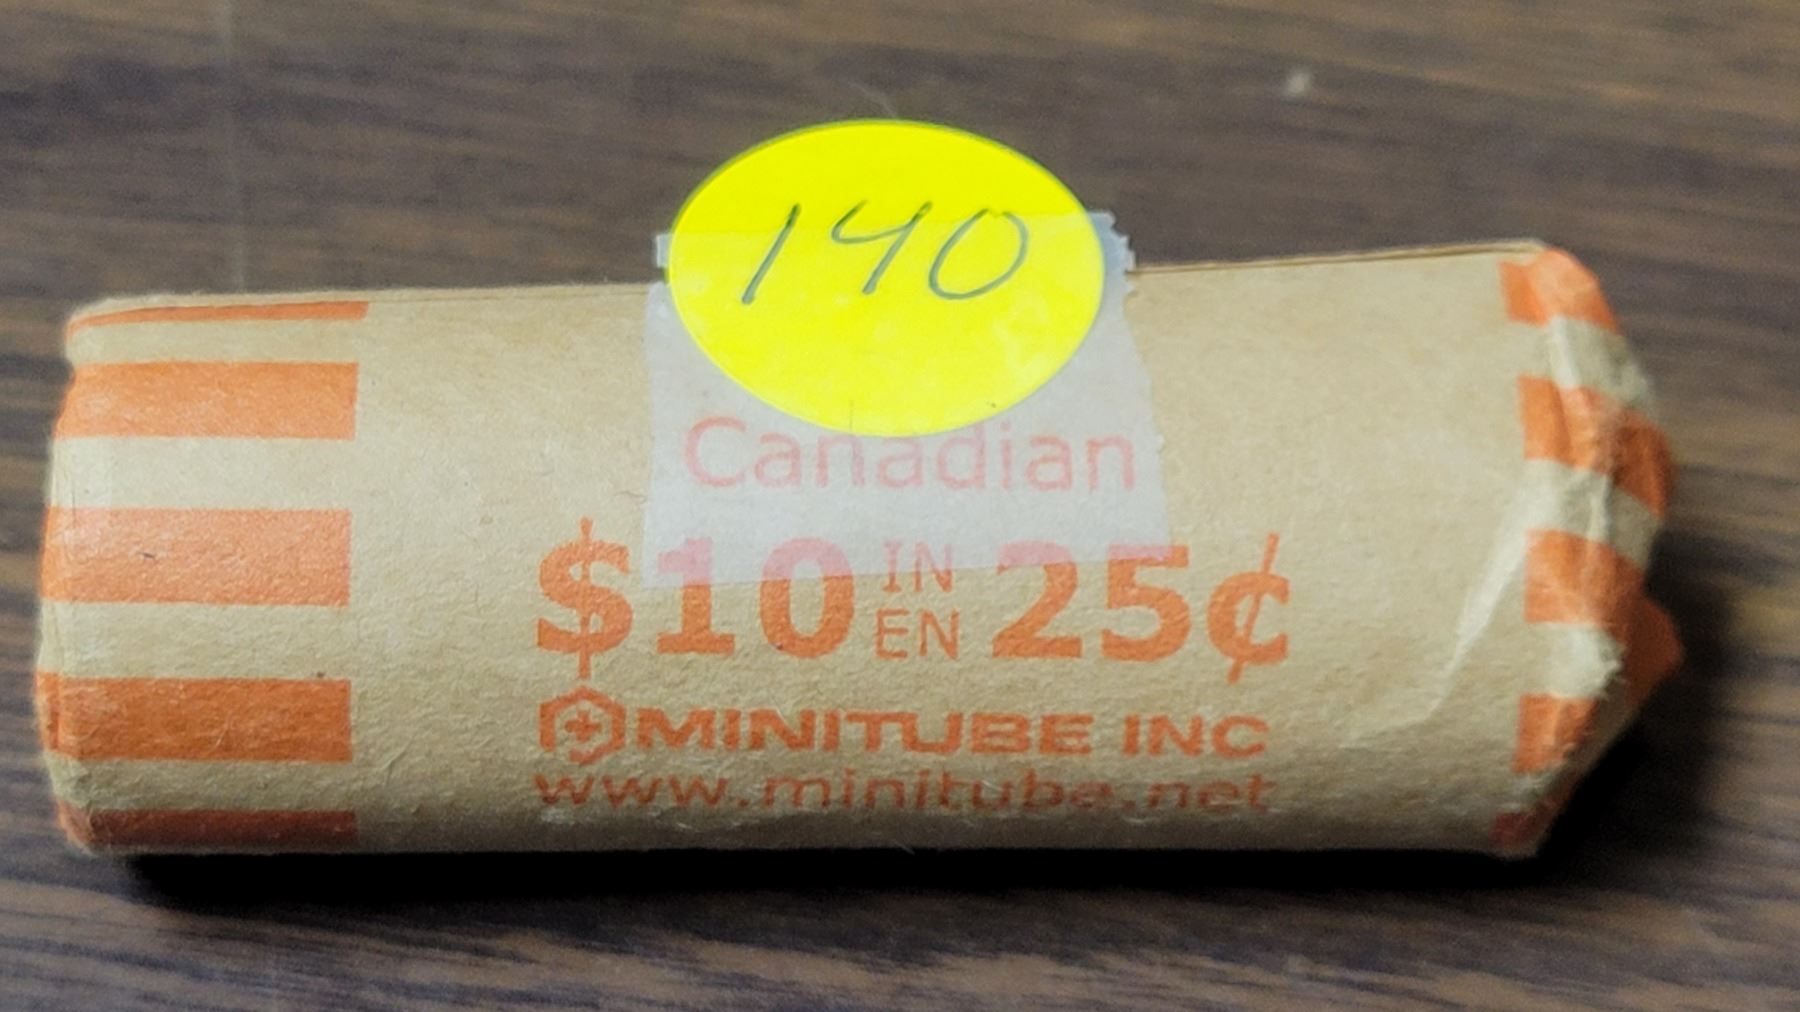 140
Canadian
$10 IN EN 25¢
MINITUBE INC
www.minitube.net